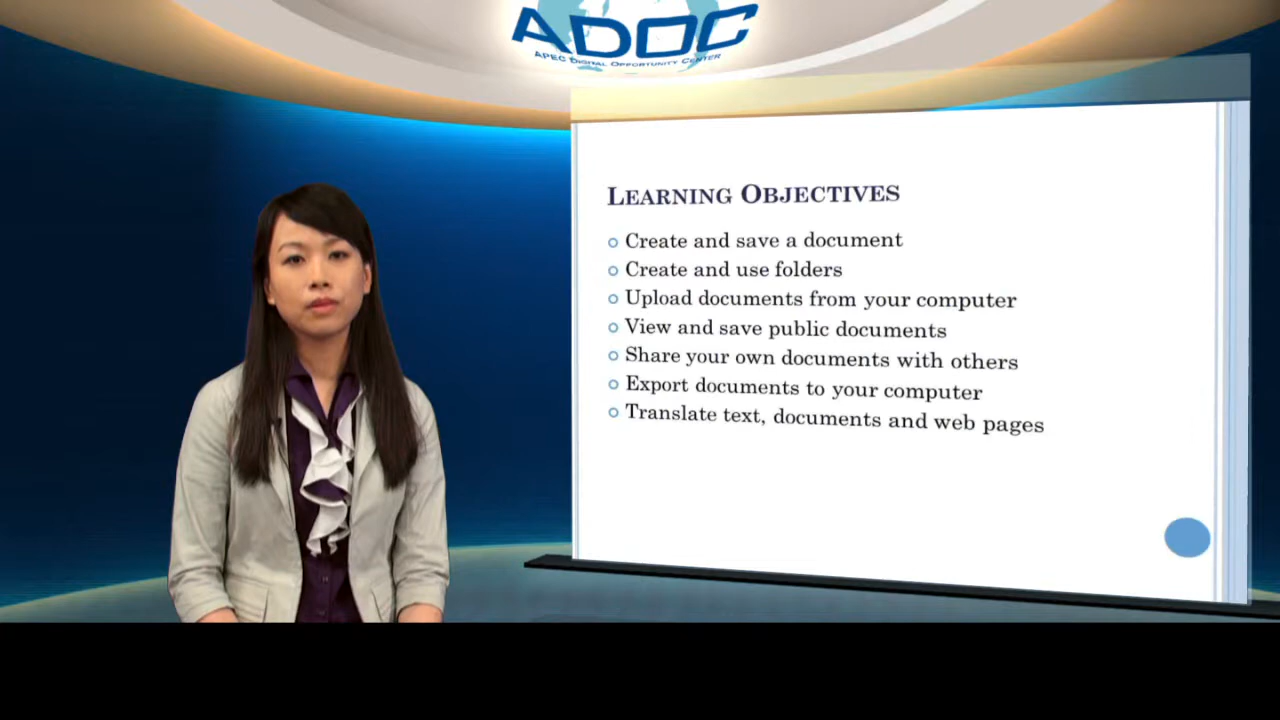 ADOC
APEC DIGITAL OPPORTUNITY CENTER
LEARNING OBJECTIVES
Create and save a document
Create and use folders
Upload documents from your computer
View and save public documents
Share your own documents with others
Export documents to your computer
Translate text, documents and web pages